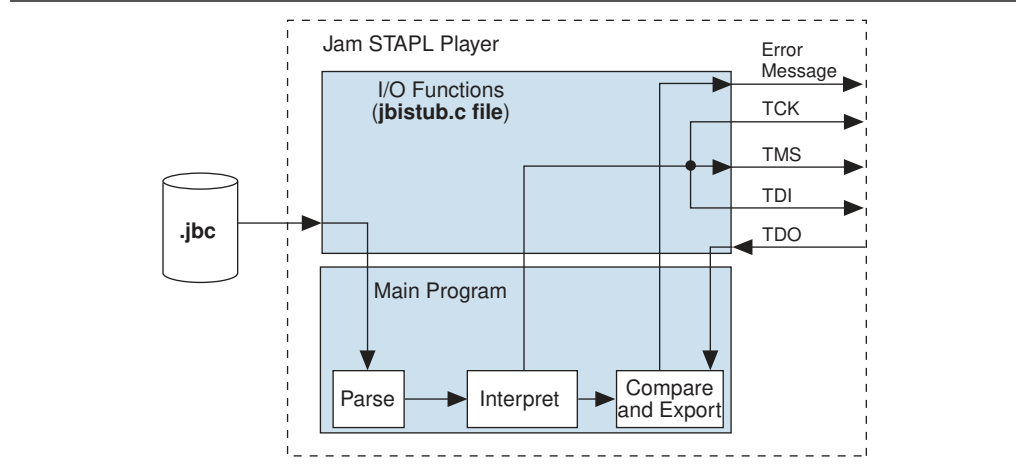 Jam STAPL Player
I/O Functions
(jbistub.c file)
Error
Message
TCK
TMS
TDI
TDO
.jbc
Main Program
Parse
Interpret
Compare
and Export